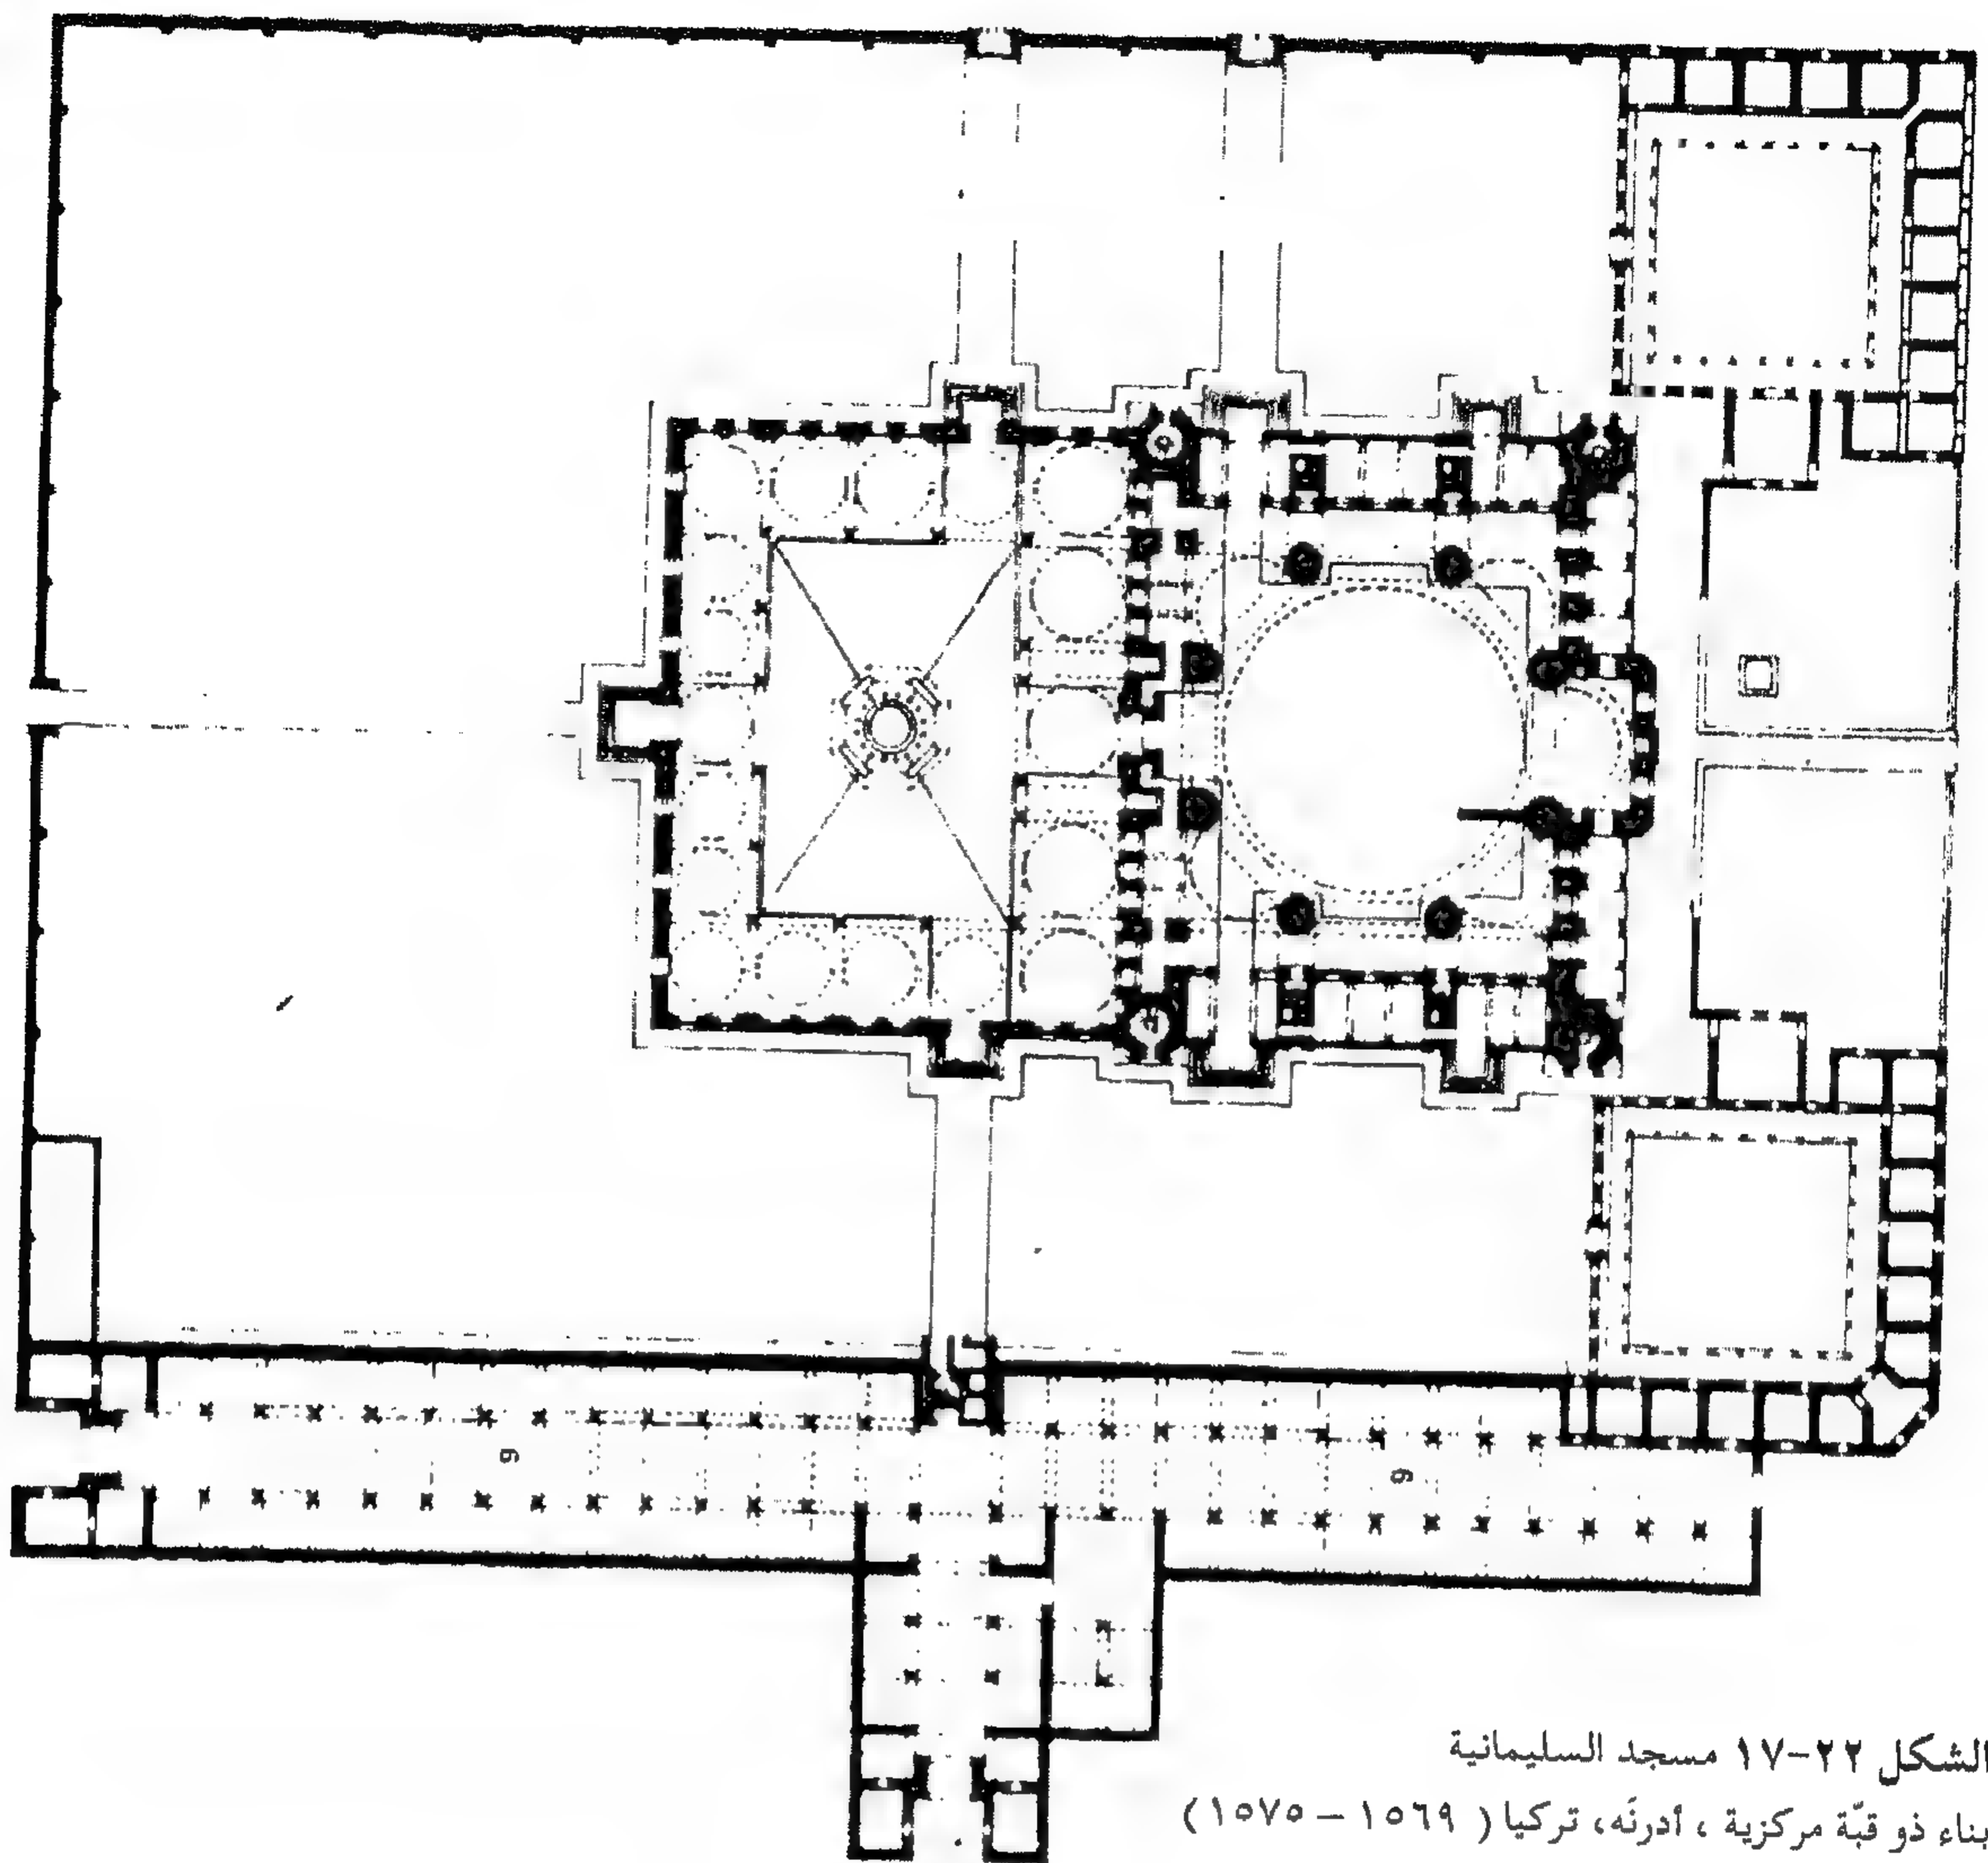 و
و
الشكل ٢٢-١٧ مسجد السليمانية
بناء ذو قبّة مركزية ، أدرنَه، تركيا ( ١٥٦٩ – ١٥٧٥)